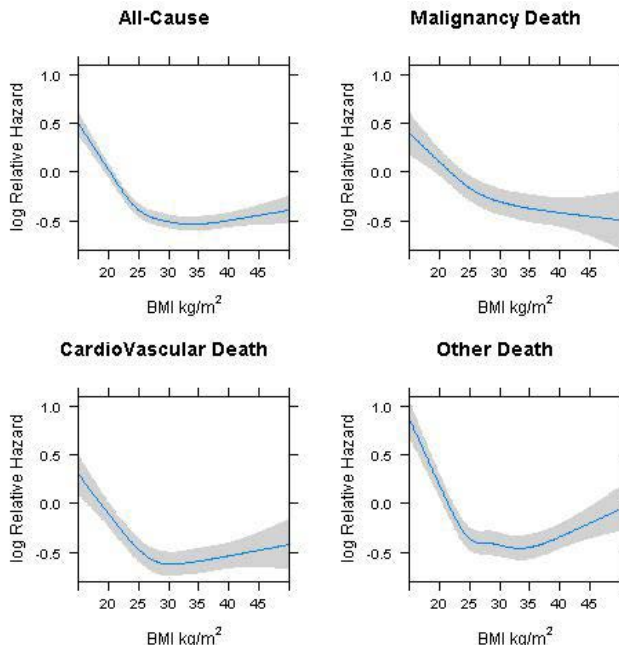 All-Cause
Malignancy Death
log Relative Hazard
1.0
0.5
0.0
-0.5
20 25 30 35 40 45
BMI kg/m²
log Relative Hazard
1.0
0.5
0.0
-0.5
20 25 30 35 40 45
BMI kg/m²
CardioVascular Death
Other Death
log Relative Hazard
1.0
0.5
0.0
-0.5
20 25 30 35 40 45
BMI kg/m²
log Relative Hazard
1.0
0.5
0.0
-0.5
20 25 30 35 40 45
BMI kg/m²